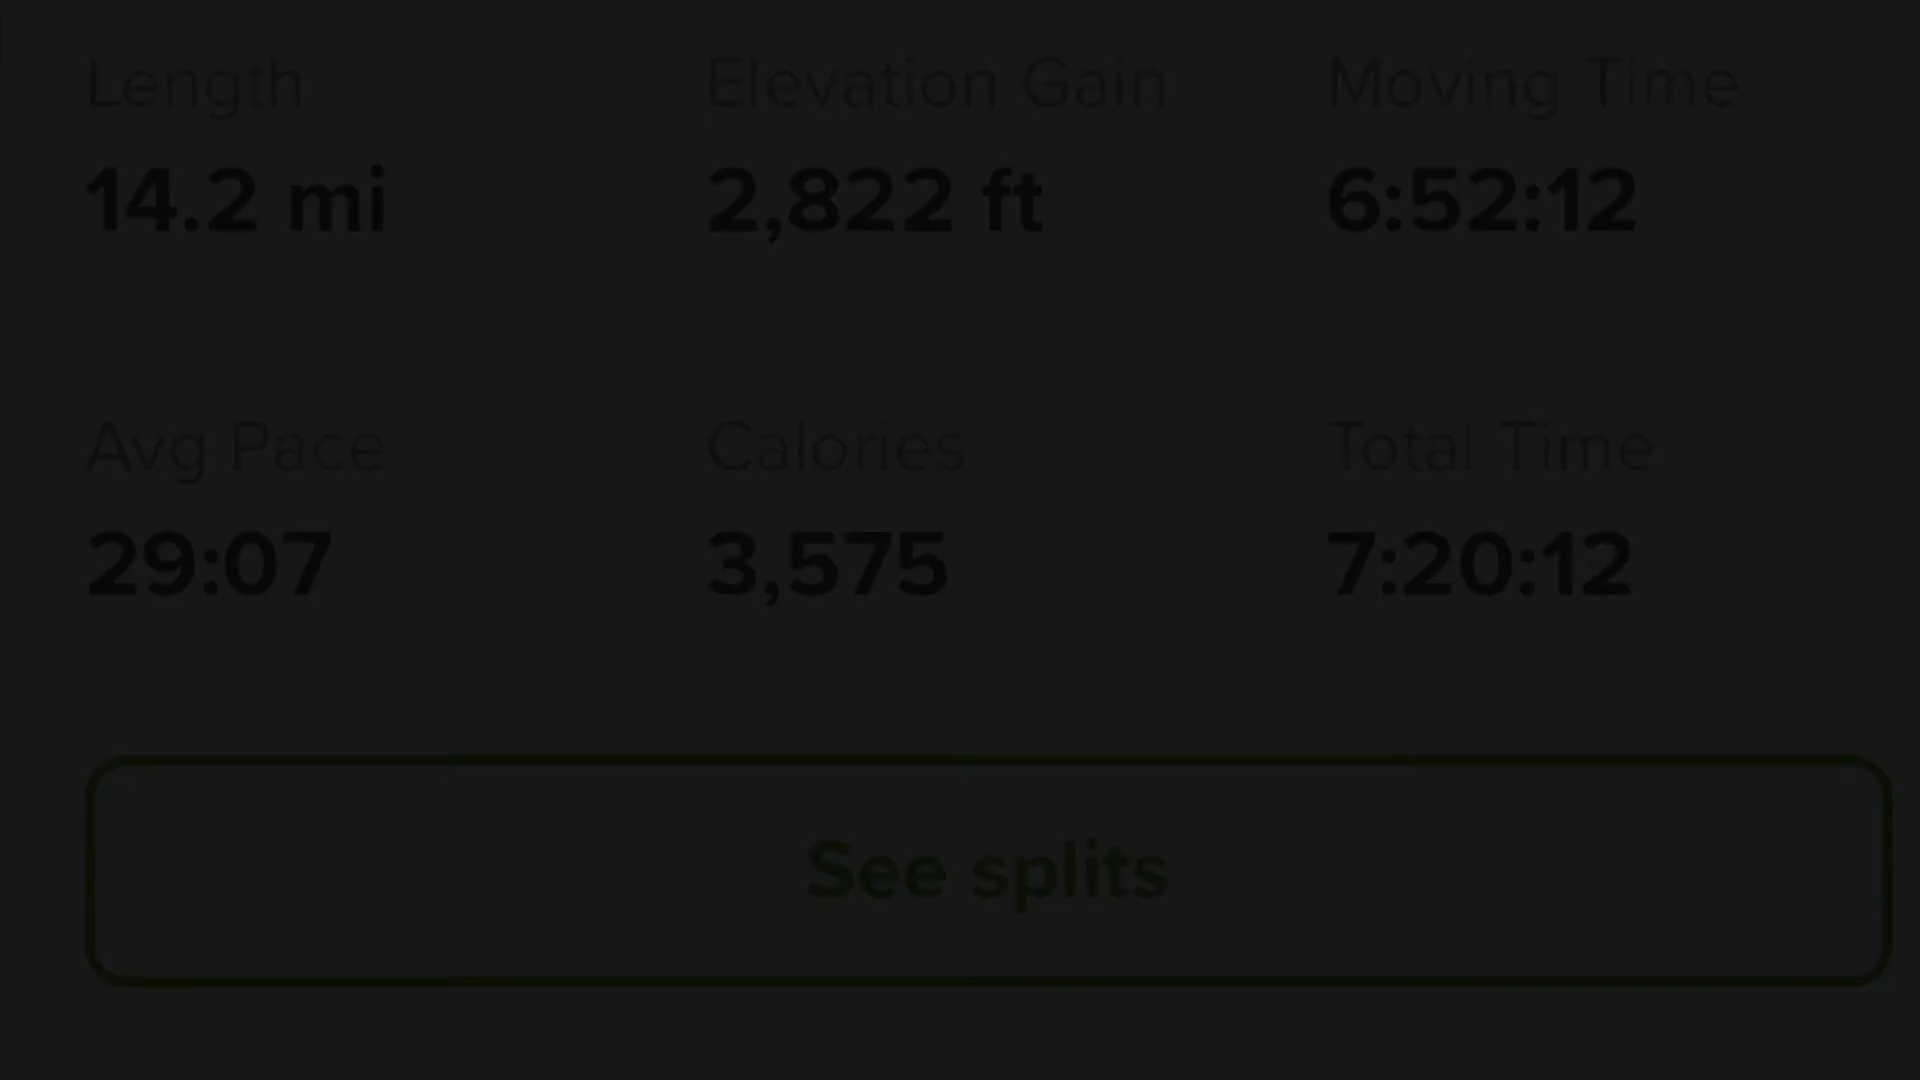 Length Elevation Gain Moving Time
14.2 mi 2,822 ft 6:52:12
Avg Pace Calories Total Time
29:07 3,575 7:20:12
See splits